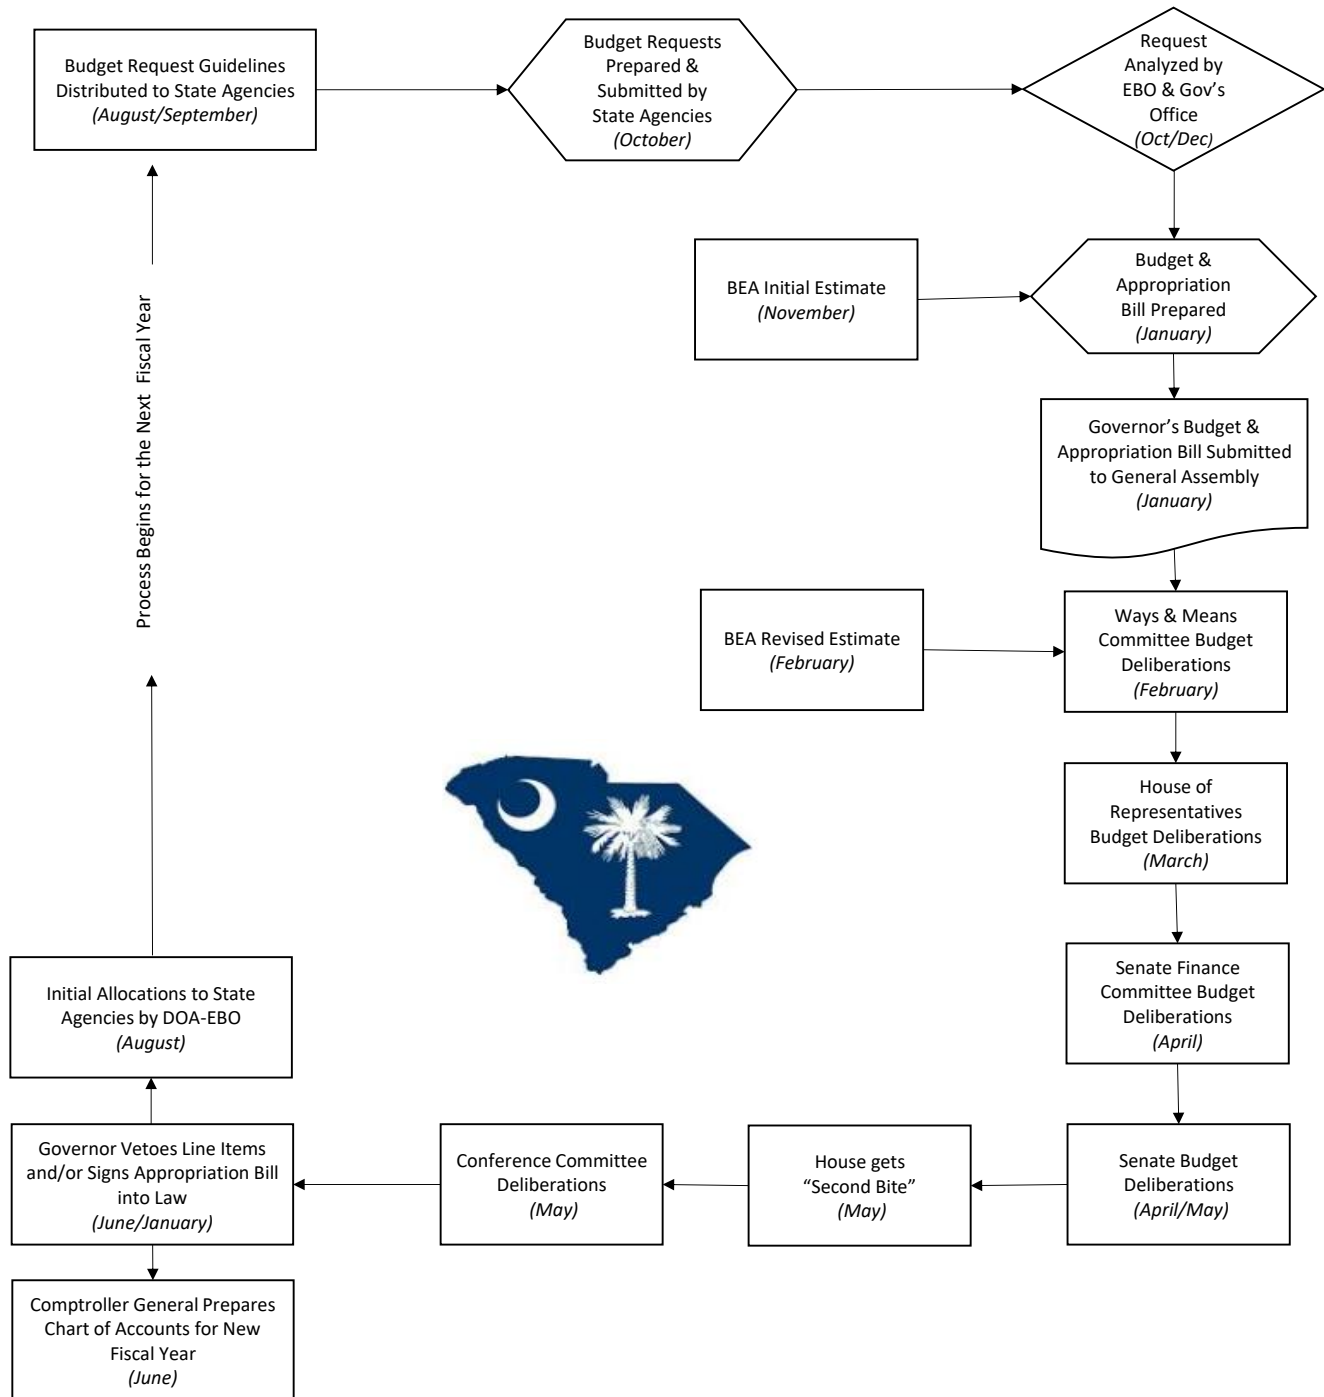 Budget Request Guidelines
Distributed to State Agencies
(August/September)
Budget Requests
Prepared &
Submitted by
State Agencies
(October)
Request
Analyzed by
EBO & Gov's
Office
(Oct/Dec)
BEA Initial Estimate
(November)
Budget &
Appropriation
Bill Prepared
(January)
Governor's Budget &
Appropriation Bill Submitted
to General Assembly
(January)
BEA Revised Estimate
(February)
Ways & Means
Committee Budget
Deliberations
(February)
House of
Representatives
Budget Deliberations
(March)
Senate Finance
Committee Budget
Deliberations
(April)
Senate Budget
Deliberations
(April/May)
House gets
“Second Bite”
(May)
Conference Committee
Deliberations
(May)
Governor Vetoes Line Items
and/or Signs Appropriation Bill
into Law
(June/January)
Comptroller General Prepares
Chart of Accounts for New
Fiscal Year
(June)
Initial Allocations to State
Agencies by DOA-EBO
(August)
Process Begins for the Next Fiscal Year